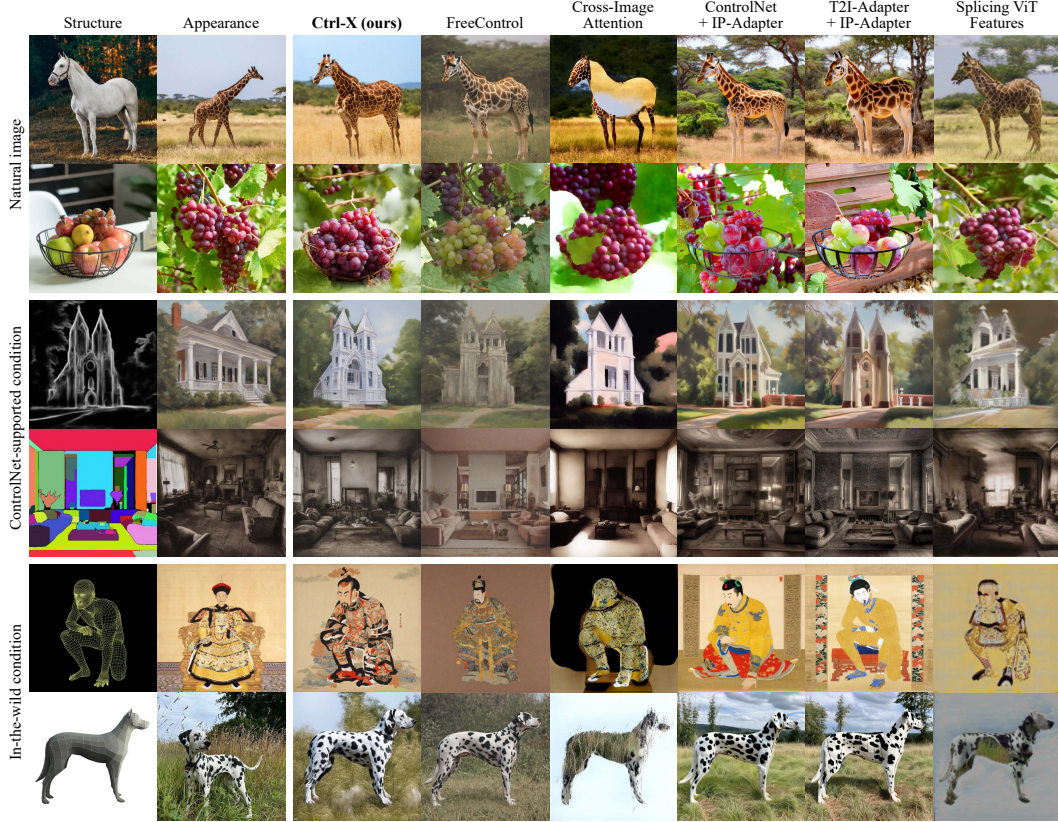 Structure
Appearance
Ctrl-X (ours)
FreeControl
Cross-Image
Attention
ControlNet
+ IP-Adapter
T2I-Adapter
+ IP-Adapter
Splicing ViT
Features
Natural image
ControlNet-supported condition
In-the-wild condition